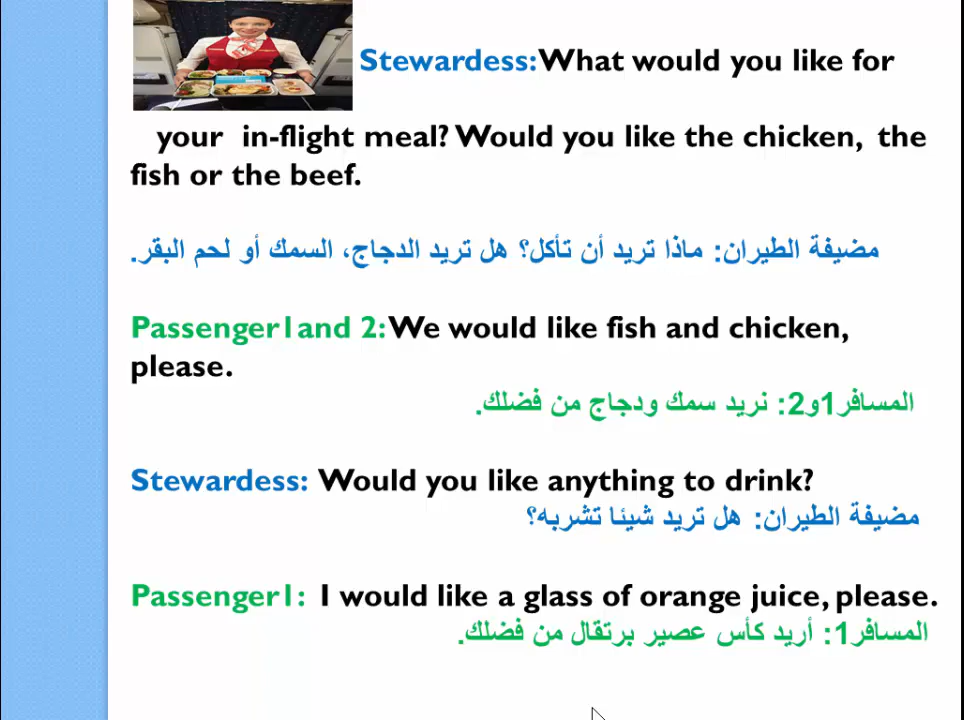 Stewardess: What would you like for
your in-flight meal? Would you like the chicken, the
fish or the beef.
مضيفة الطيران: ماذا تريد أن تأكل؟ هل تريد الدجاج، السمك أو لحم البقر.
Passenger1and 2: We would like fish and chicken,
please.
المسافر1و2: نريد سمك ودجاج من فضلك.
Stewardess: Would you like anything to drink?
مضيفة الطيران: هل تريد شيئا تشربه؟
Passenger1: I would like a glass of orange juice, please.
المسافر1: أريد كأس عصير برتقال من فضلك.